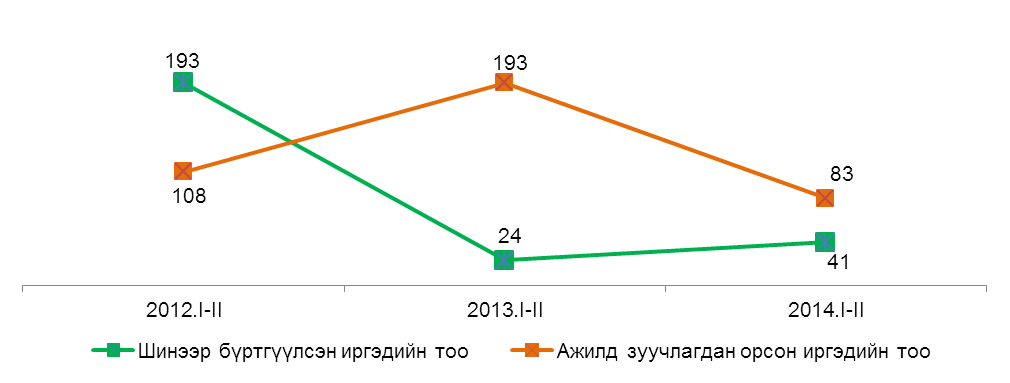 193 193
108
83
24
41
2012.I-II 2013.I-II 2014.I-II
Шинээр бүртгүүлсэн иргэдийн тоо Ажилд зуучлагдан орсон иргэдийн тоо